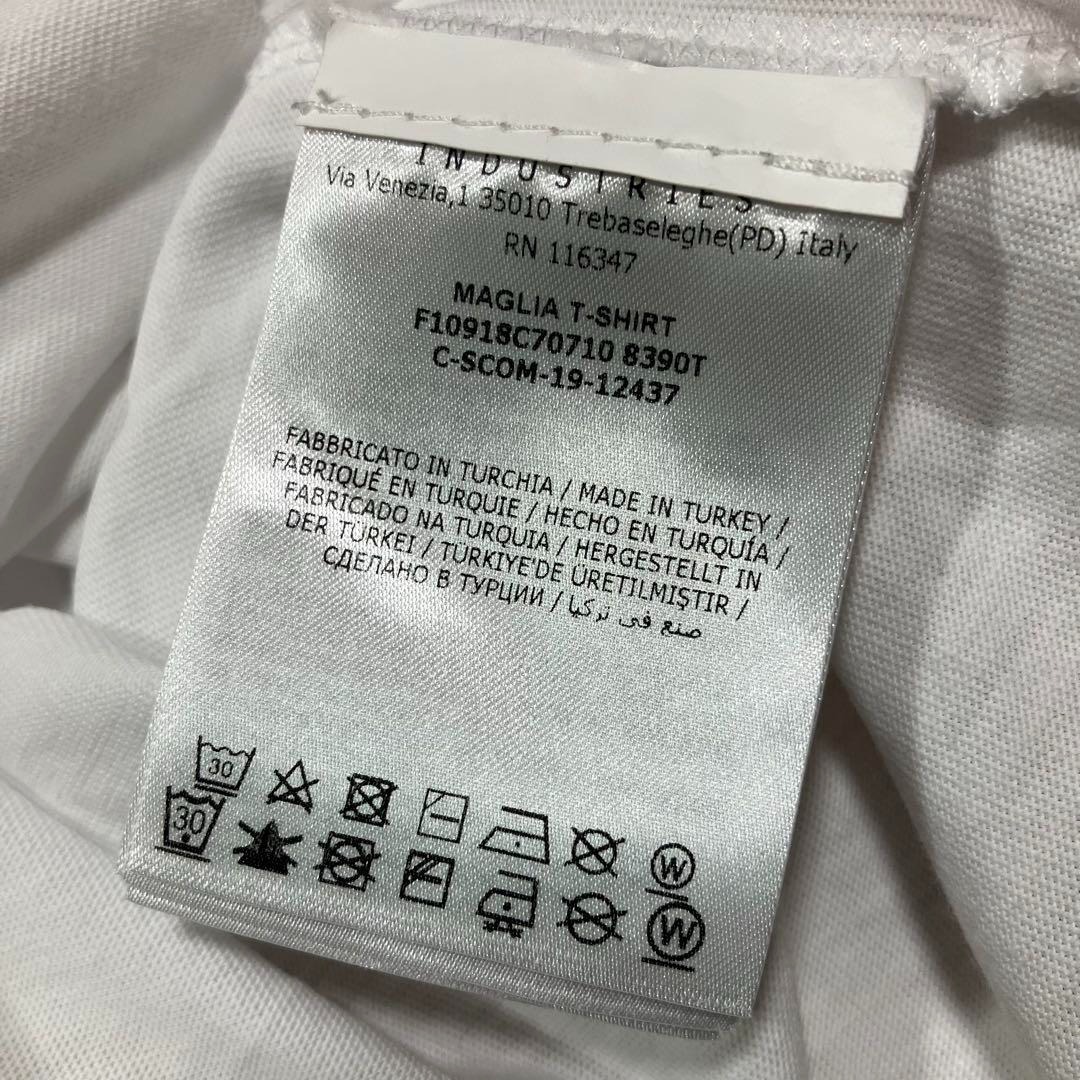 INDUSTRIES
Via Venezia,1 35010 Trebaseleghe(PD) Italy
RN 116347
MAGLIA T-SHIRT
F10918C70710 8390T
C-SCOM-19-12437
FABBRICATO IN TURCHIA / MADE IN TURKEY /
FABRIQUÉ EN TURQUIE / HECHO EN TURQUÍA /
FABRICADO NA TURQUIA / HERGESTELLT IN
DER TÜRKEI / TÜRKIYE'DE ÜRETILMIŞTIR /
СДЕЛАНО В ТУРЦИИ / صنع في تركيا
30
W
30
W